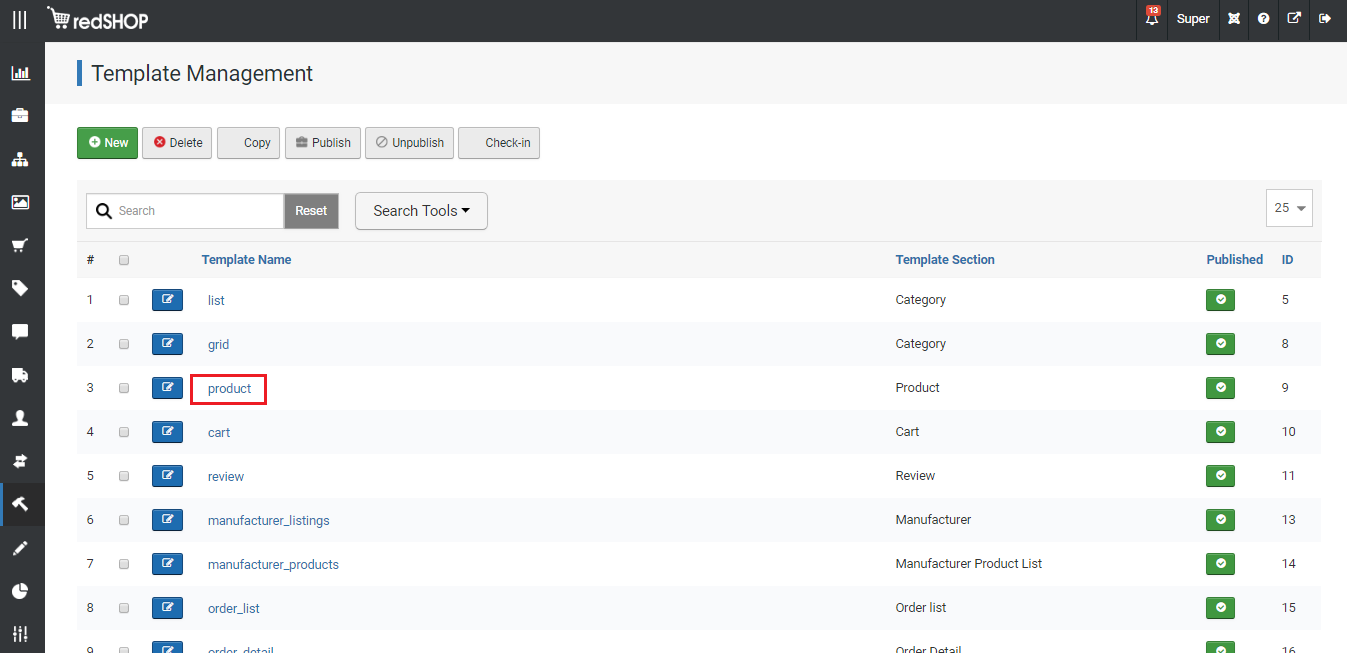 redSHOP
13
Super
Template Management
New Delete Copy Publish Unpublish Check-in
Search Reset Search Tools 25
# Template Name Template Section Published ID
1 list Category 5
2 grid Category 8
3 product Product 9
4 cart Cart 10
5 review Review 11
6 manufacturer_listings Manufacturer 13
7 manufacturer_products Manufacturer Product List 14
8 order_list Order list 15
9 order_detail Order Detail 16